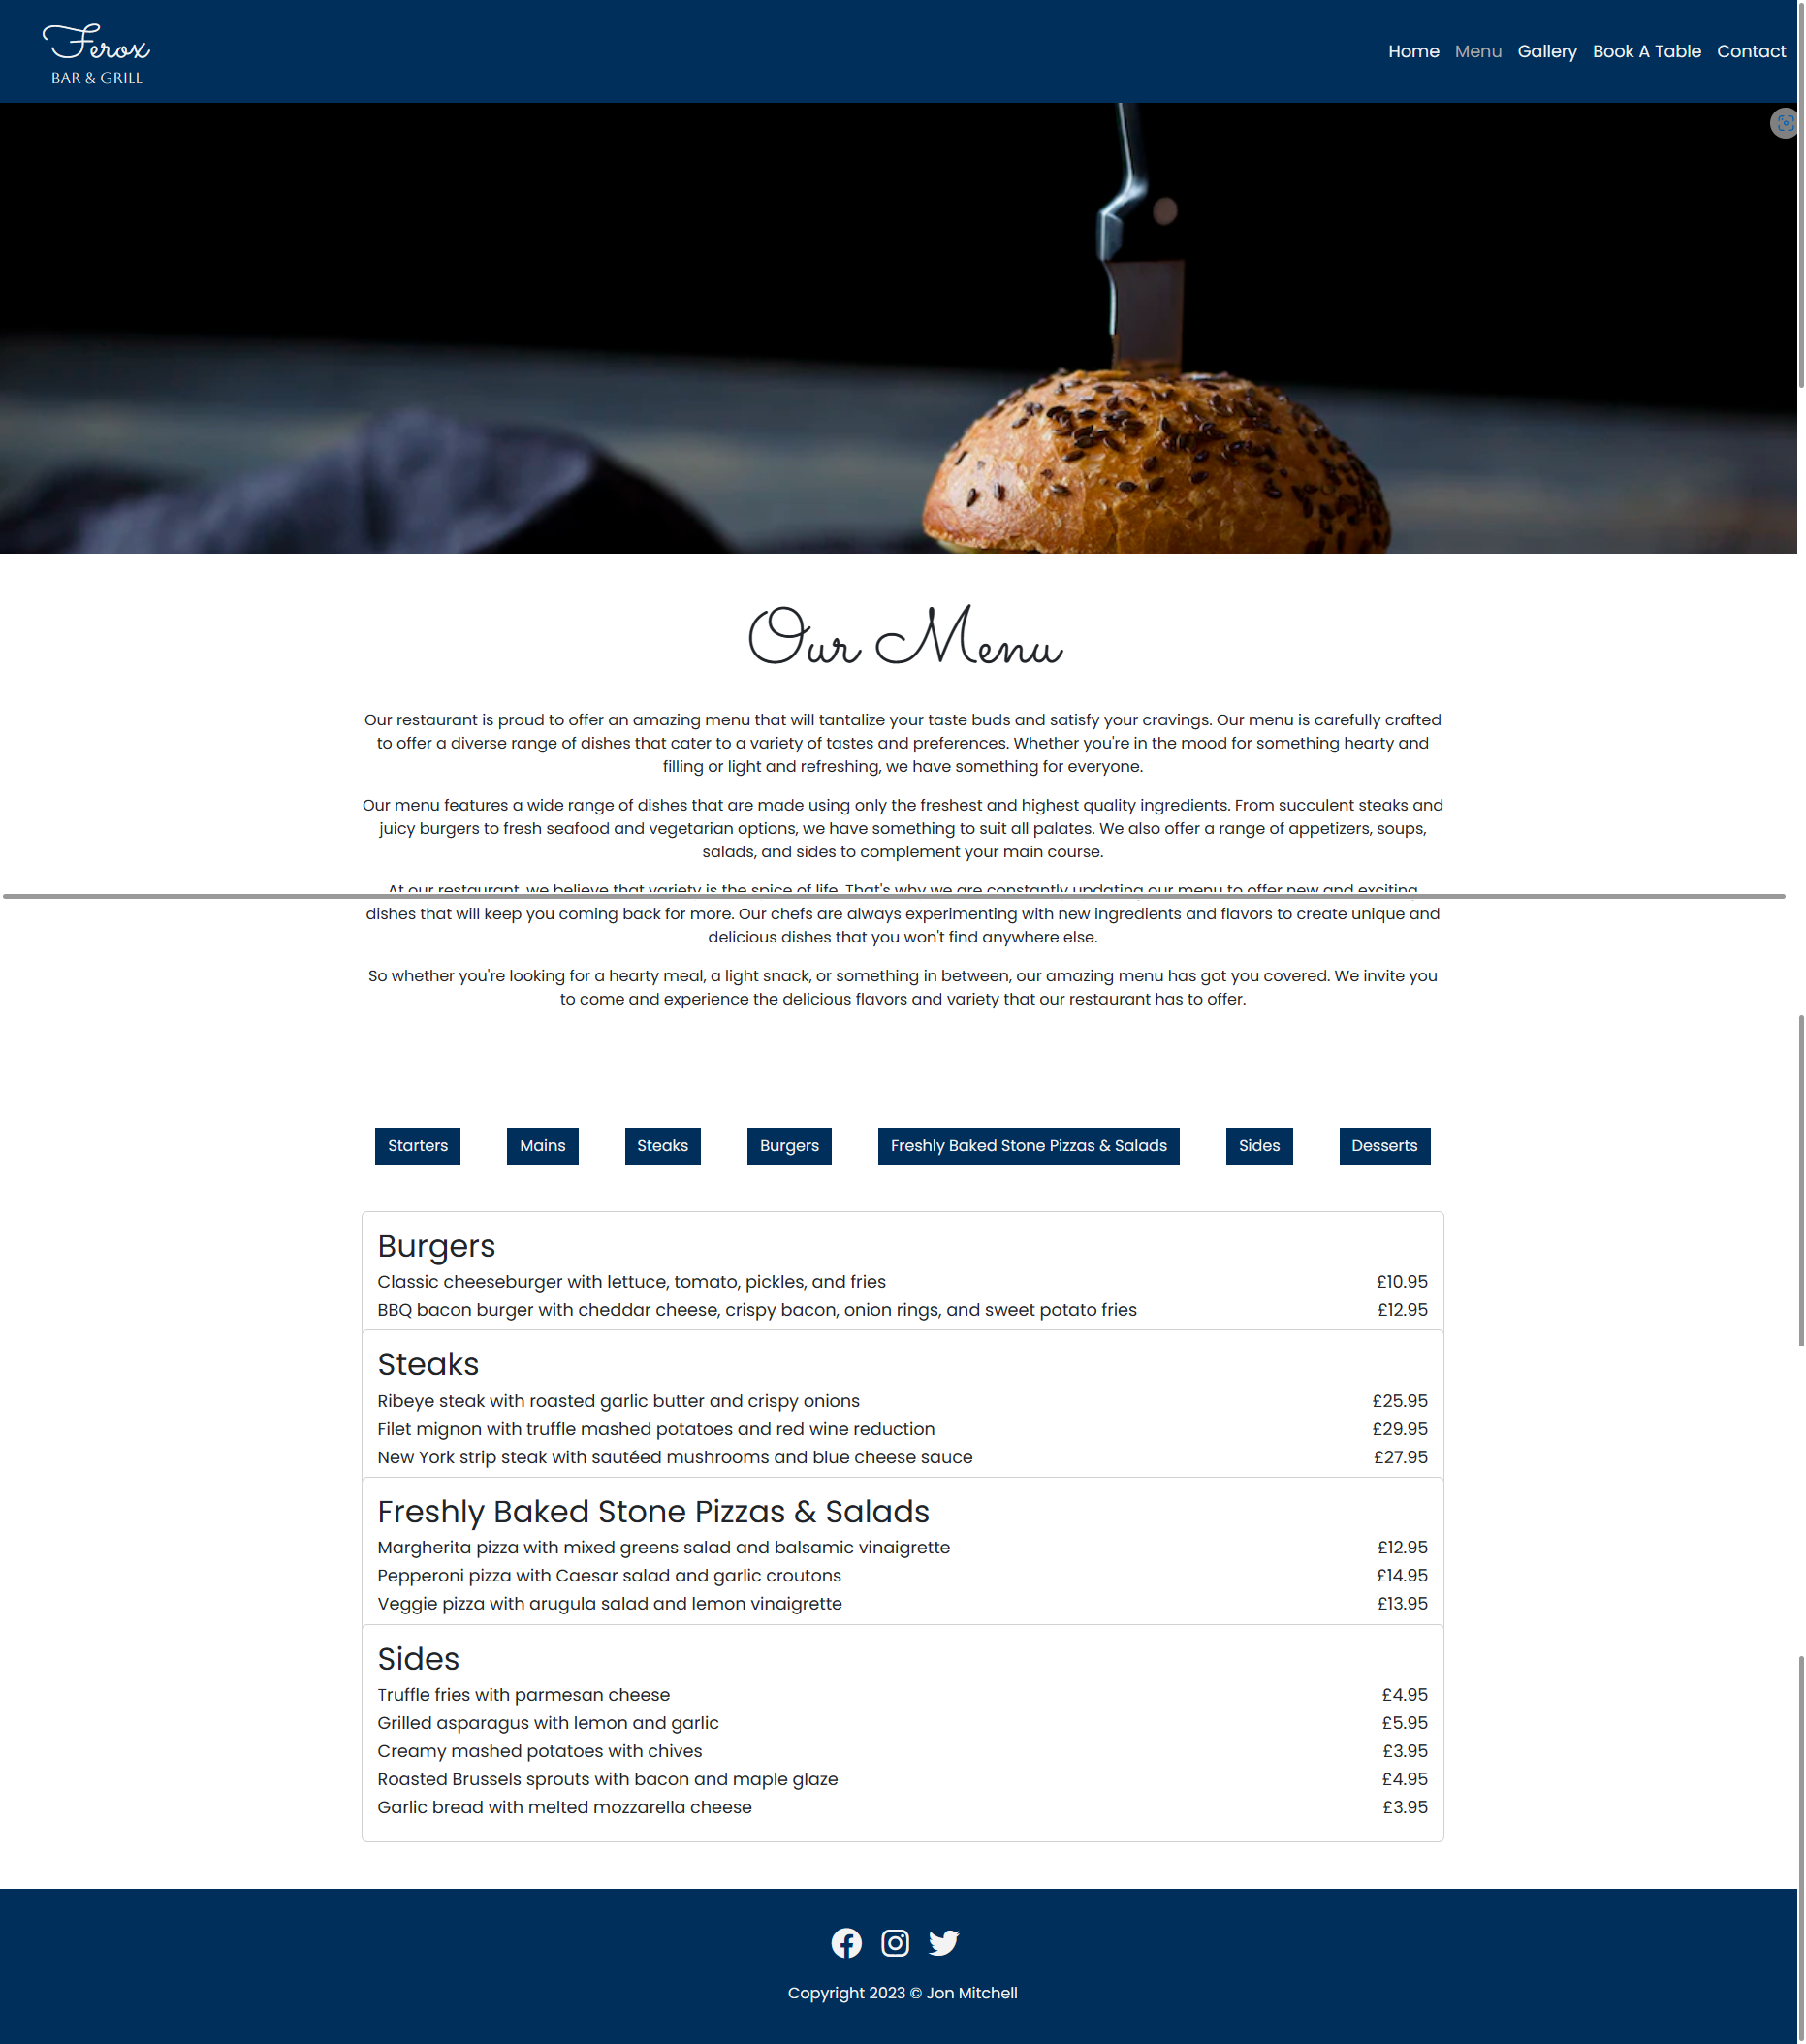 Ferox
BAR & GRILL
Home Menu Gallery Book A Table Contact
Our Menu
Our restaurant is proud to offer an amazing menu that will tantalize your taste buds and satisfy your cravings. Our menu is carefully crafted
to offer a diverse range of dishes that cater to a variety of tastes and preferences. Whether you're in the mood for something hearty and
filling or light and refreshing, we have something for everyone.
Our menu features a wide range of dishes that are made using only the freshest and highest quality ingredients. From succulent steaks and
juicy burgers to fresh seafood and vegetarian options, we have something to suit all palates. We also offer a range of appetizers, soups,
salads, and sides to complement your main course.
At our restaurant, we believe that variety is the spice of life. That's why we are constantly updating our menu to offer new and exciting
dishes that will keep you coming back for more. Our chefs are always experimenting with new ingredients and flavors to create unique and
delicious dishes that you won't find anywhere else.
So whether you're looking for a hearty meal, a light snack, or something in between, our amazing menu has got you covered. We invite you
to come and experience the delicious flavors and variety that our restaurant has to offer.
Starters Mains Steaks Burgers Freshly Baked Stone Pizzas & Salads Sides Desserts
Burgers
Classic cheeseburger with lettuce, tomato, pickles, and fries £10.95
BBQ bacon burger with cheddar cheese, crispy bacon, onion rings, and sweet potato fries £12.95
Steaks
Ribeye steak with roasted garlic butter and crispy onions £25.95
Filet mignon with truffle mashed potatoes and red wine reduction £29.95
New York strip steak with sautéed mushrooms and blue cheese sauce £27.95
Freshly Baked Stone Pizzas & Salads
Margherita pizza with mixed greens salad and balsamic vinaigrette £12.95
Pepperoni pizza with Caesar salad and garlic croutons £14.95
Veggie pizza with arugula salad and lemon vinaigrette £13.95
Sides
Truffle fries with parmesan cheese £4.95
Grilled asparagus with lemon and garlic £5.95
Creamy mashed potatoes with chives £3.95
Roasted Brussels sprouts with bacon and maple glaze £4.95
Garlic bread with melted mozzarella cheese £3.95
Copyright 2023 © Jon Mitchell